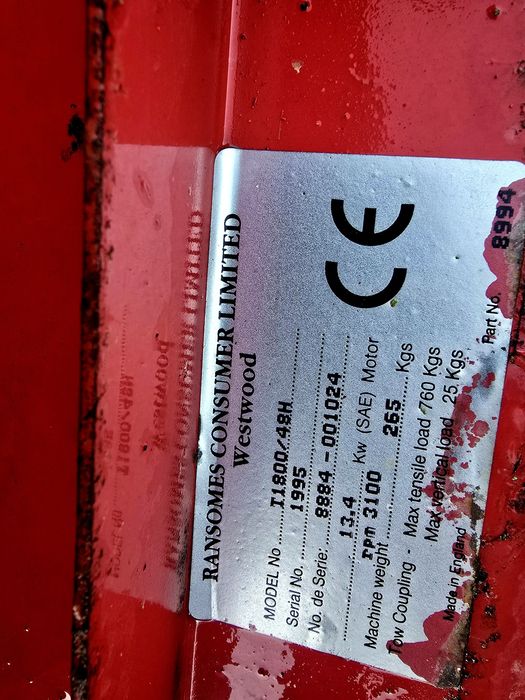 RANSOMES CONSUMER LIMITED
Westwood
MODEL No I1800/48H
Serial No. 1995
No. de Serie. 8884-001024
13.4 Kw (SAE) Motor
rpm 3100
Machine weight 265 Kgs
Tow Coupling - Max tensile load 760 Kgs
Max vertical load 25 Kgs
Made in England
Part No. 8994
CE